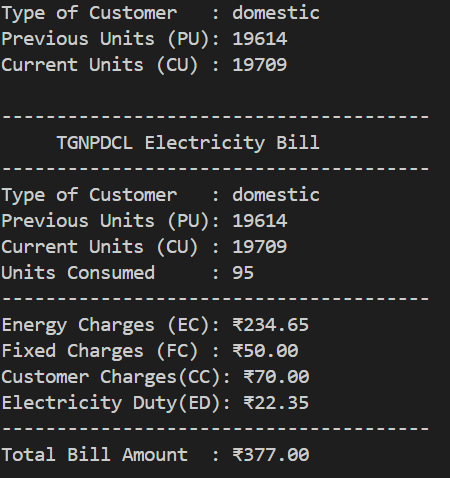 Type of Customer   : domestic
Previous Units (PU): 19614
Current Units (CU) : 19709
---------------------------------------
     TGNPDCL Electricity Bill
---------------------------------------
Type of Customer   : domestic
Previous Units (PU): 19614
Current Units (CU) : 19709
Units Consumed     : 95
---------------------------------------
Energy Charges (EC): ₹234.65
Fixed Charges (FC) : ₹50.00
Customer Charges(CC): ₹70.00
Electricity Duty(ED): ₹22.35
---------------------------------------
Total Bill Amount  : ₹377.00